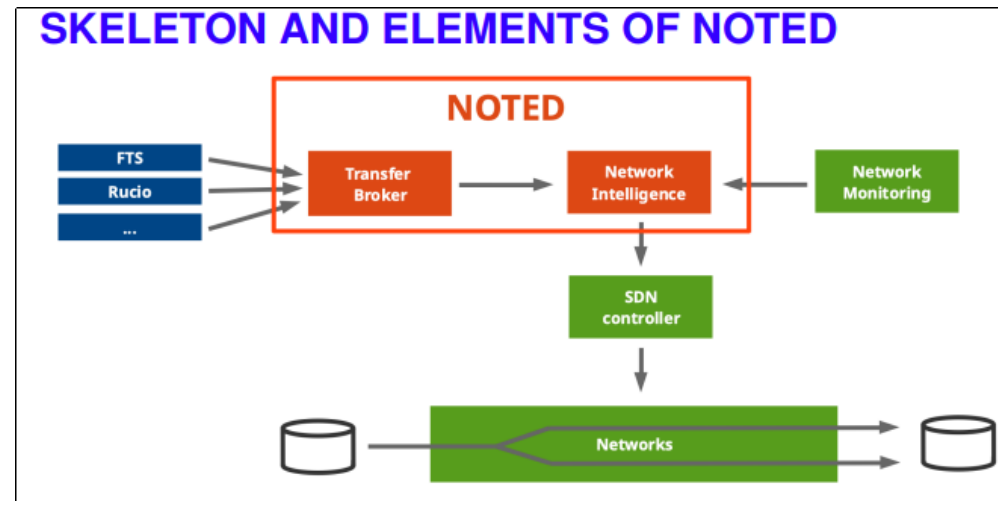 SKELETON AND ELEMENTS OF NOTED
NOTED
FTS
Rucio
...
Transfer
Broker
Network
Intelligence
Network
Monitoring
SDN
controller
Networks